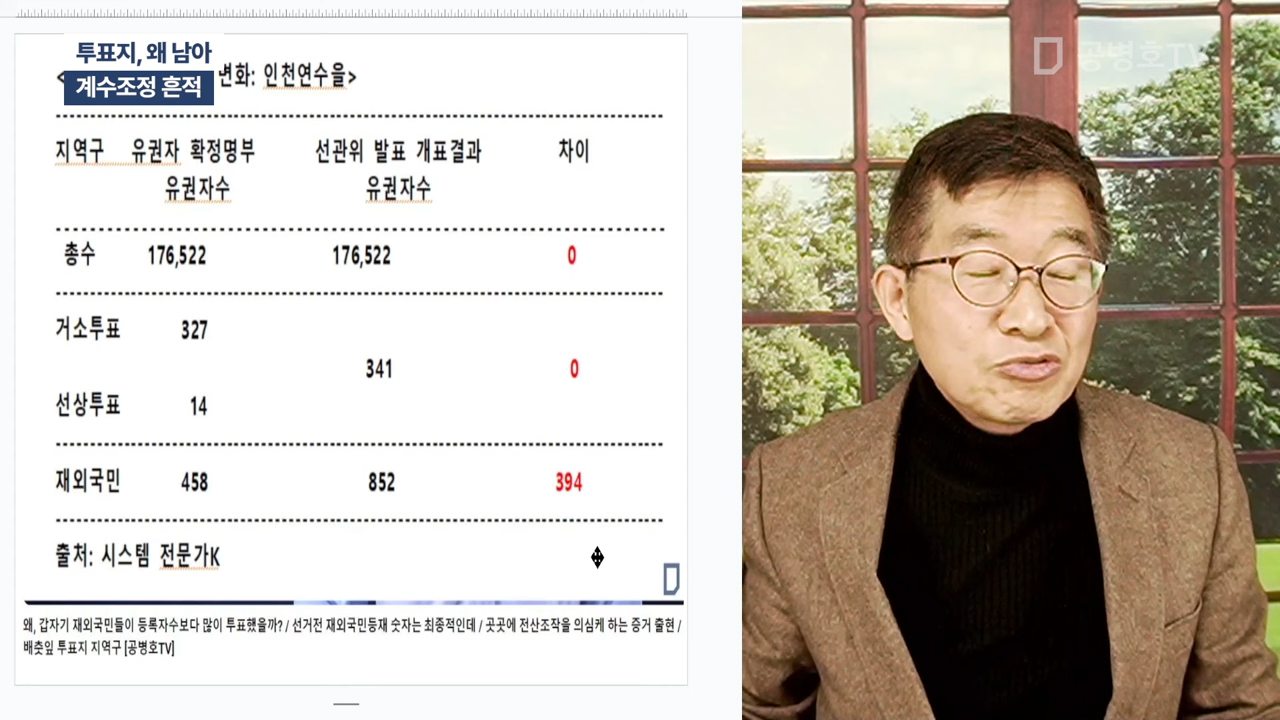 투표지, 왜 남아
계수조정 흔적
변화: 인천연수을>
지역구 유권자 확정명부 선관위 발표 개표결과 차이
유권자수 유권자수
총수 176,522 176,522 0
거소투표 327
341 0
선상투표 14
재외국민 458 852 394
출처: 시스템 전문가K
왜, 갑자기 재외국민들이 등록자수보다 많이 투표했을까? / 선거전 재외국민등재 숫자는 최종적인데 / 곳곳에 전산조작을 의심케 하는 증거 출현 /
배춧잎 투표지 지역구 [공병호TV]
공병호TV